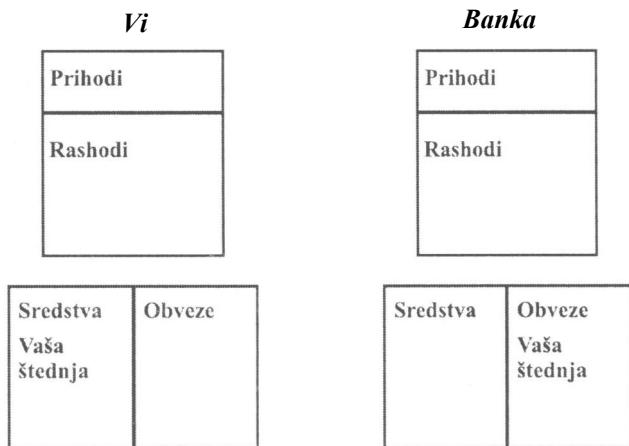 Vi
Prihodi
Rashodi
Sredstva Obveze
Vaša
štednja
Banka
Prihodi
Rashodi
Sredstva Obveze
Vaša
štednja